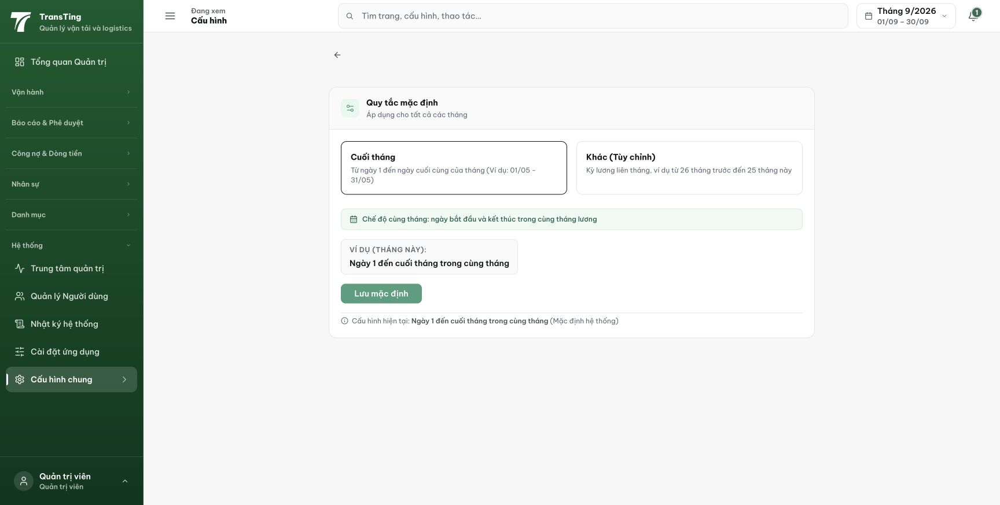 TransTing
Quản lý vận tải và logistics
Tổng quan Quản trị
Vận hành
Báo cáo & Phê duyệt
Công nợ & Dòng tiền
Nhân sự
Danh mục
Hệ thống
Trung tâm quản trị
Quản lý Người dùng
Nhật ký hệ thống
Cài đặt ứng dụng
Cấu hình chung
Quản trị viên
Quản trị viên
Đang xem
Cấu hình
Tìm trang, cấu hình, thao tác...
Tháng 9/2026
01/09 – 30/09
1
Quy tắc mặc định
Áp dụng cho tất cả các tháng
Cuối tháng
Từ ngày 1 đến ngày cuối cùng của tháng (Ví dụ: 01/05 -
31/05)
Khác (Tùy chỉnh)
Kỳ lương liên tháng, ví dụ từ 26 tháng trước đến 25 tháng này
Chế độ cùng tháng: ngày bắt đầu và kết thúc trong cùng tháng lương
VÍ DỤ (THÁNG NÀY):
Ngày 1 đến cuối tháng trong cùng tháng
Lưu mặc định
Cấu hình hiện tại: Ngày 1 đến cuối tháng trong cùng tháng (Mặc định hệ thống)